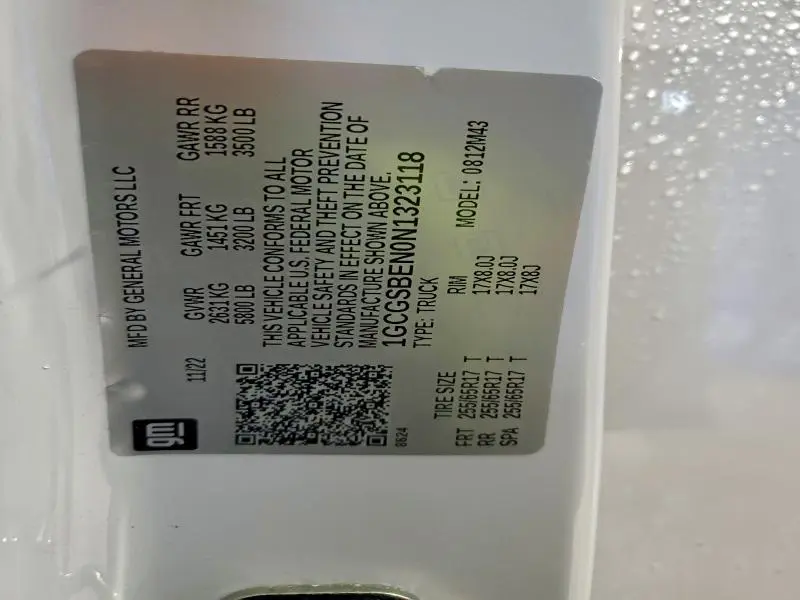 gm
MFD BY GENERAL MOTORS LLC
11/22 GVWR GAWR FRT GAWR RR
2631 KG 1451 KG 1588 KG
5800 LB 3200 LB 3500 LB
THIS VEHICLE CONFORMS TO ALL
APPLICABLE U.S. FEDERAL MOTOR
VEHICLE SAFETY AND THEFT PREVENTION
STANDARDS IN EFFECT ON THE DATE OF
MANUFACTURE SHOWN ABOVE.
1GCGSBEN0N1323118
8624 TYPE: TRUCK
TIRE SIZE RIM MODEL: 0812M43
FRT 255/65R17 T 17X8.0J
RR 255/65R17 T 17X8.0J
SPA 255/65R17 T 17X8J